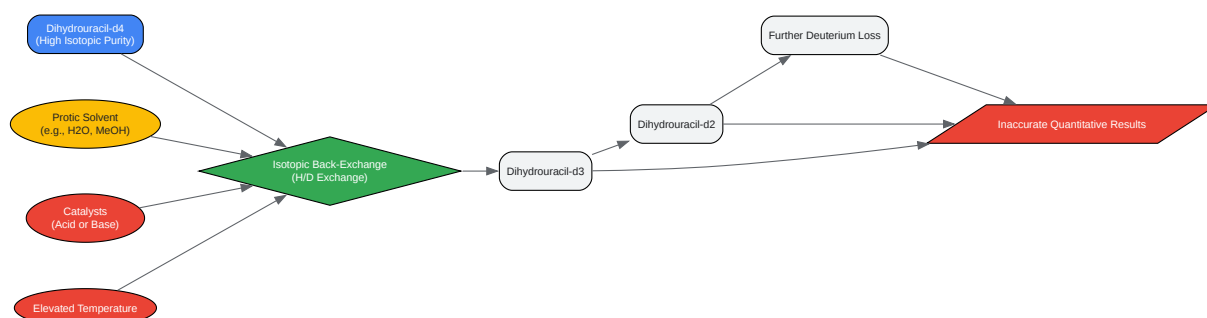 Dihydrouracil-d4
(High Isotopic Purity)
Protic Solvent
(e.g., H2O, MeOH)
Catalysts
(Acid or Base)
Elevated Temperature
Isotopic Back-Exchange
(H/D Exchange)
Dihydrouracil-d3
Dihydrouracil-d2
Further Deuterium Loss
Inaccurate Quantitative Results